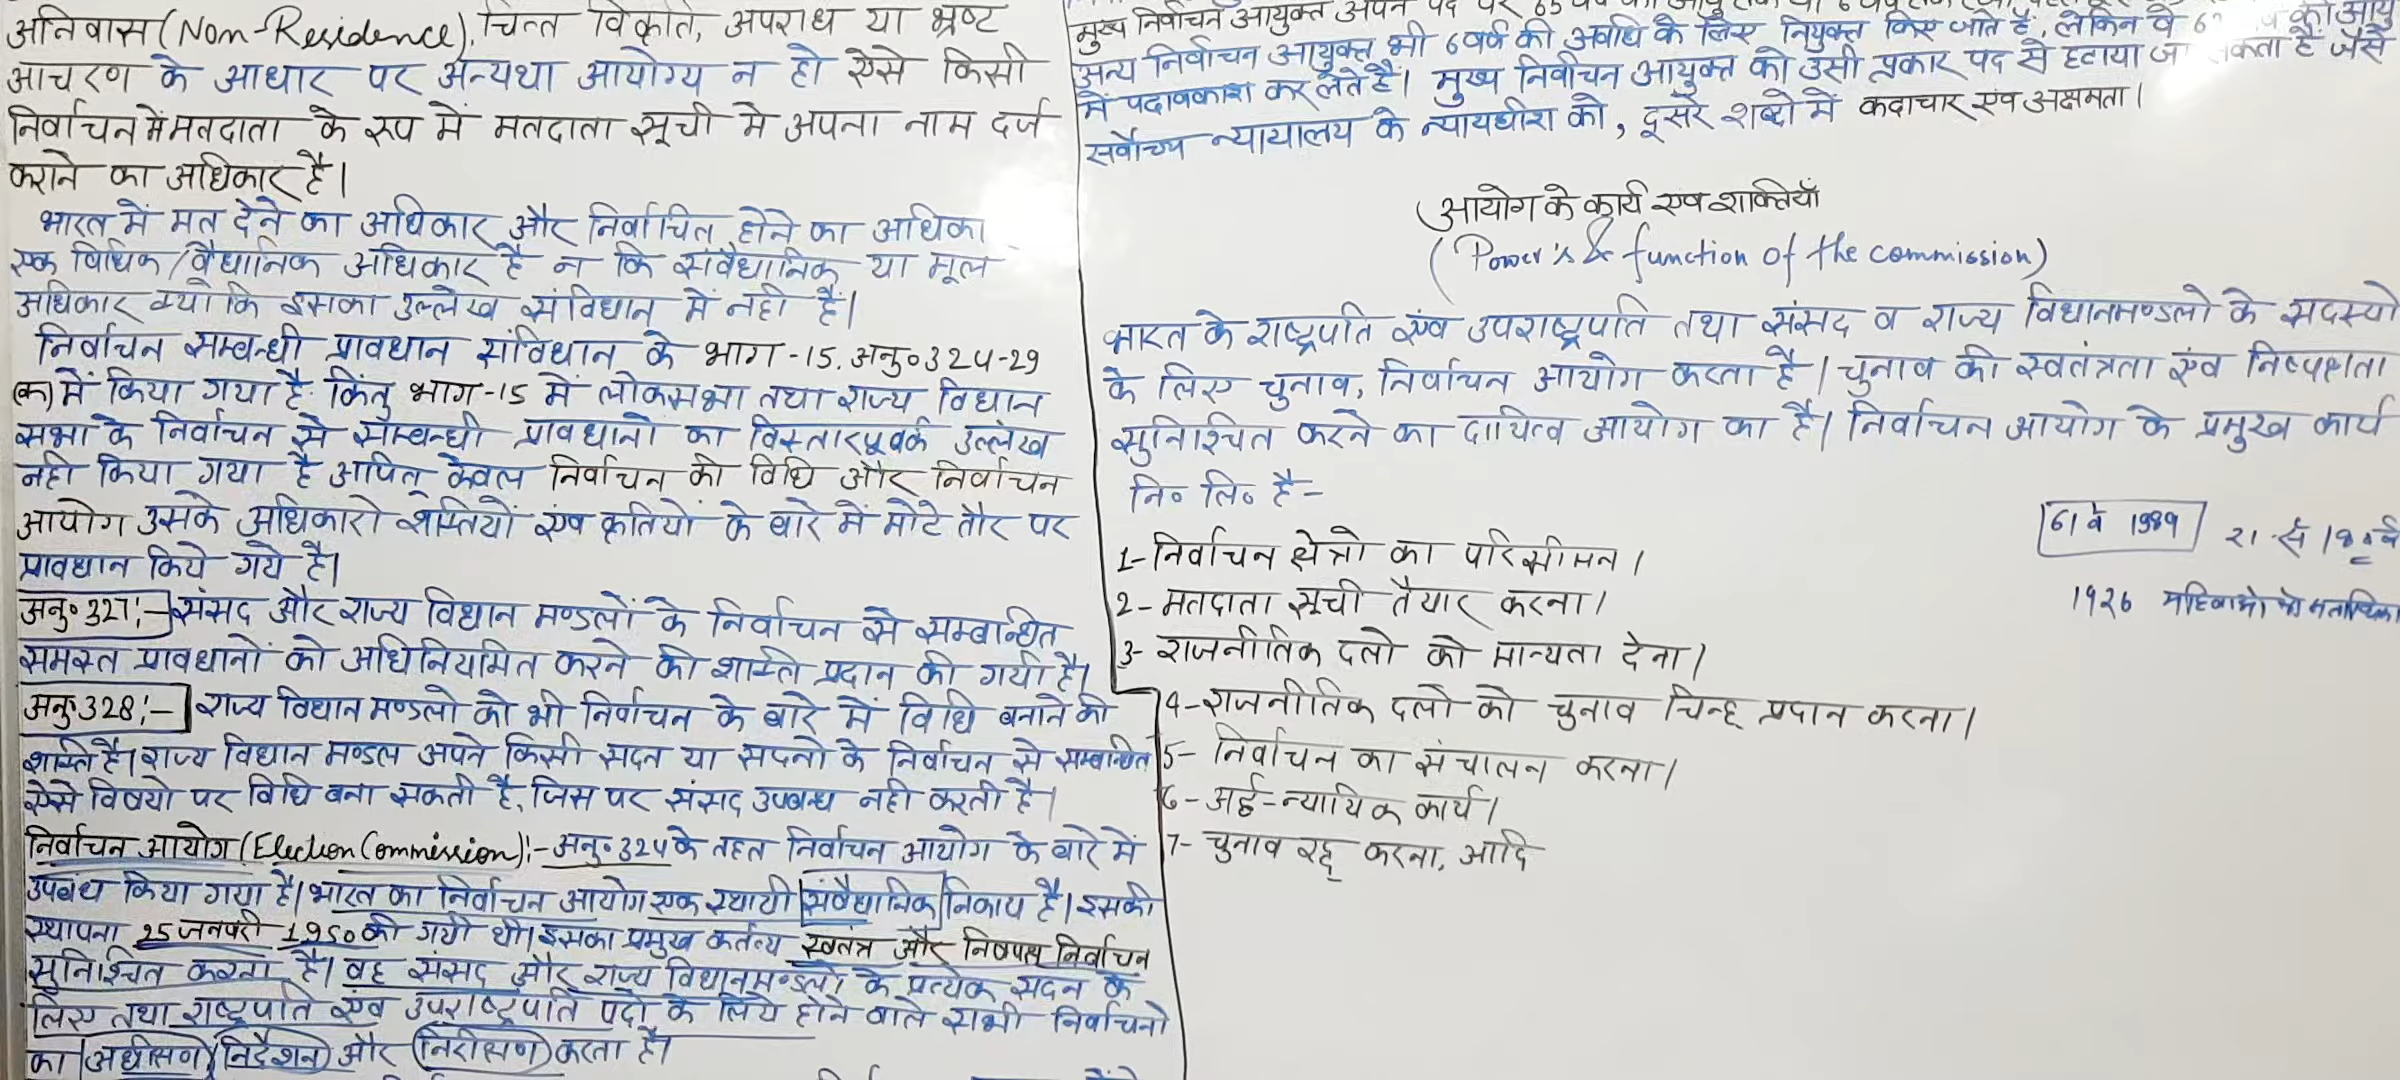 अनिवास (Non-Residence), चिन्त विकृति, अपराध या भ्रष्ट
आचरण के आधार पर अन्यथा आयोग्य न हो ऐसे किसी
निर्वाचन में मतदाता के रुप में मतदाता सूची मे अपना नाम दर्ज
कराने का अधिकार है।
भारत में मत देने का अधिकार और निर्वाचित होने का अधिका
एक विधिक/वैधानिक अधिकार है न कि संवैधानिक या मूल
अधिकार क्यो कि इसका उल्लेख संविधान में नही है।
निर्वाचन सम्बन्धी प्रावधान संविधान के भाग-15. अनु० 324-29
(क) में किया गया है. किंतु भाग-15 में लोकसभा तथा राज्य विधान
सभा के निर्वाचन से सम्बन्धी प्रावधानो का विस्तारपूर्वक उल्लेख
नही किया गया है अपितु केवल निर्वाचन की विधि और निर्वाचन
आयोग उसके अधिकारो शक्तियों एंव कृतियो के बारे में मोटे तौर पर
प्रावधान किये गये है।
अनु० 327:- संसद और राज्य विधान मण्डलों के निर्वाचन से सम्बन्धित
समस्त प्रावधानों को अधिनियमित करने की शक्ति प्रदान की गयी है।
अनु० 328:- राज्य विधान मण्डलो को भी निर्वाचन के बारे में विधि बनाने की
शक्ति है। राज्य विधान मण्डल अपने किसी सदन या सदनो के निर्वाचन से सम्बन्धित
ऐसे विषयो पर विधि बना सकती है, जिस पर संसद उपबन्ध नही करती है।
निर्वाचन आयोग (Election Commission):- अनु० 324 के तहत निर्वाचन आयोग के बारे में
उपबंध किया गया है। भारत का निर्वाचन आयोग एक स्थायी संवैधानिक निकाय है। इसकी
स्थापना 25 जनवरी 1950 की गयी थी। इसका प्रमुख कर्तव्य स्वतंत्र और निष्पक्ष निर्वाचन
सुनिश्चित करना है। वह संसद और राज्य विधानमण्डलो के प्रत्येक सदन के
लिए तथा राष्ट्रपति एंव उपराष्ट्रपति पदो के लिये होने वाले सभी निर्वाचनो
का अधीक्षण, निर्देशन और निरीक्षण करता है।
मुख्य निर्वाचन आयुक्त अपने पद पर 65 वर्ष
अन्य निर्वाचन आयुक्त भी 6 वर्ष की अवधि के लिए नियुक्त किए जाते है, लेकिन वे 6 की आयु
में पदावकाश कर लेते है। मुख्य निर्वाचन आयुक्त को उसी प्रकार पद से हटाया जा सकता है जैसे
सर्वोच्च न्यायालय के न्यायधीश को, दूसरे शब्दो में कदाचार एंव अक्षमता।
आयोग के कार्य एंव शक्तियाँ
(Power's & function of the commission)
भारत के राष्ट्रपति एंव उपराष्ट्रपति तथा संसद व राज्य विधानमण्डलो के सदस्यो
के लिए चुनाव, निर्वाचन आयोग करता है। चुनाव की स्वतंत्रता एंव निष्पक्षता
सुनिश्चित करने का दायित्व आयोग का है। निर्वाचन आयोग के प्रमुख कार्य
नि० लि० है-
1- निर्वाचन क्षेत्रो का परिसीमन।
2- मतदाता सूची तैयार करना।
3- राजनीतिक दलो को मान्यता देना।
4- राजनीतिक दलो को चुनाव चिन्ह प्रदान करना।
5- निर्वाचन का संचालन करना।
6- अर्द्ध-न्यायिक कार्य।
7- चुनाव रद्द करना, आदि
61 वे 1989 21 से 18 वर्ष
1926 महिलाओ को मताधिका